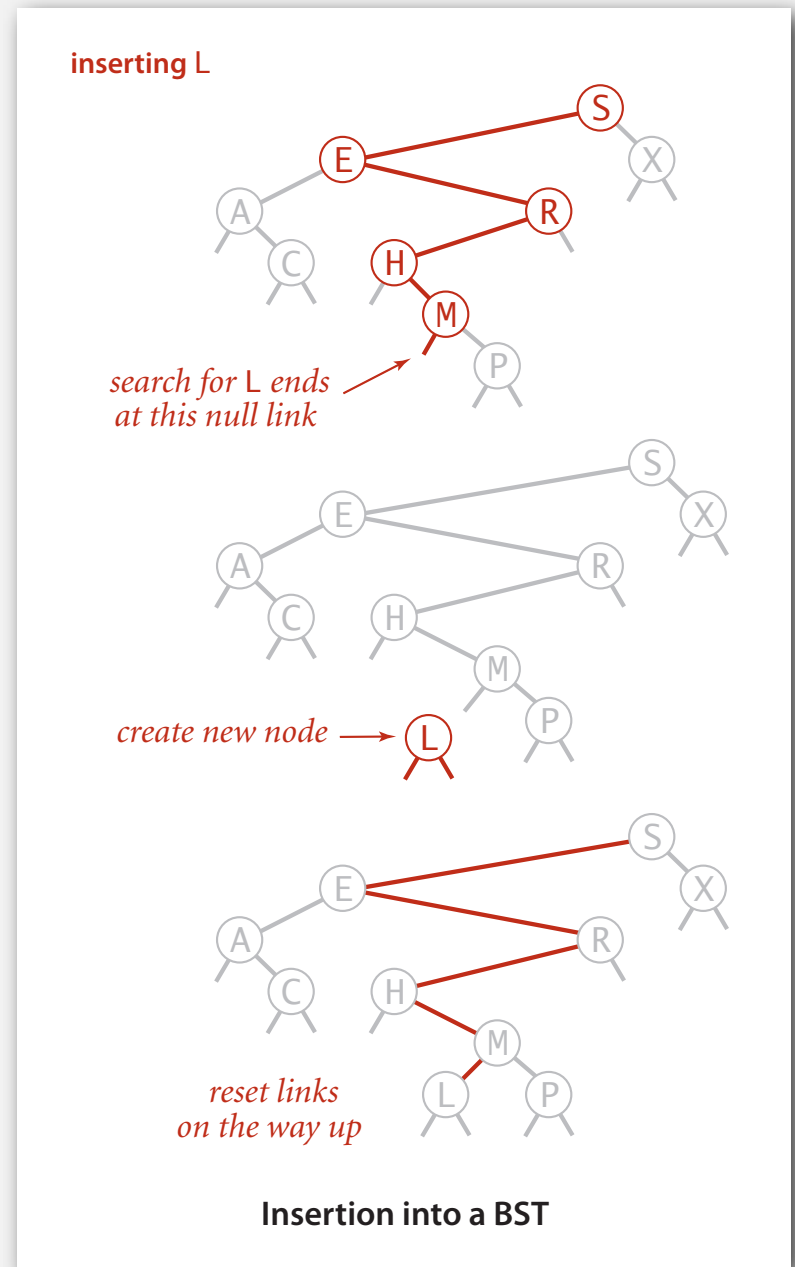 inserting L
S
E
X
A
R
C
H
M
P
search for L ends
at this null link
S
E
X
A
R
C
H
M
P
create new node
L
S
E
X
A
R
C
H
M
L
P
reset links
on the way up
Insertion into a BST